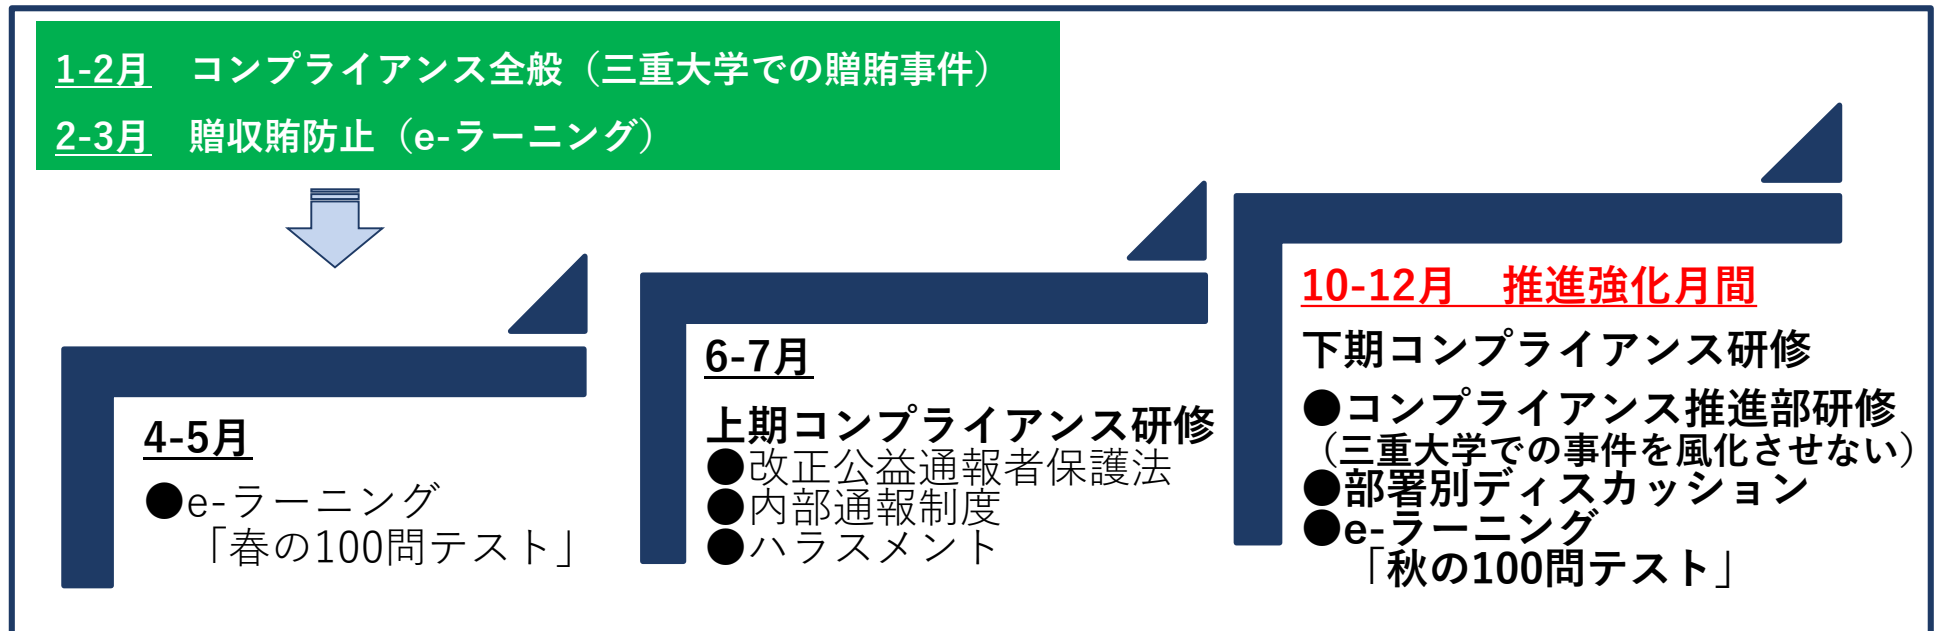 1-2月　コンプライアンス全般（三重大学での贈賄事件）
2-3月　贈収賄防止（e-ラーニング）
4-5月
●e-ラーニング
「春の100問テスト」
6-7月
上期コンプライアンス研修
●改正公益通報者保護法
●内部通報制度
●ハラスメント
10-12月　推進強化月間
下期コンプライアンス研修
●コンプライアンス推進部研修
（三重大学での事件を風化させない）
●部署別ディスカッション
●e-ラーニング
「秋の100問テスト」